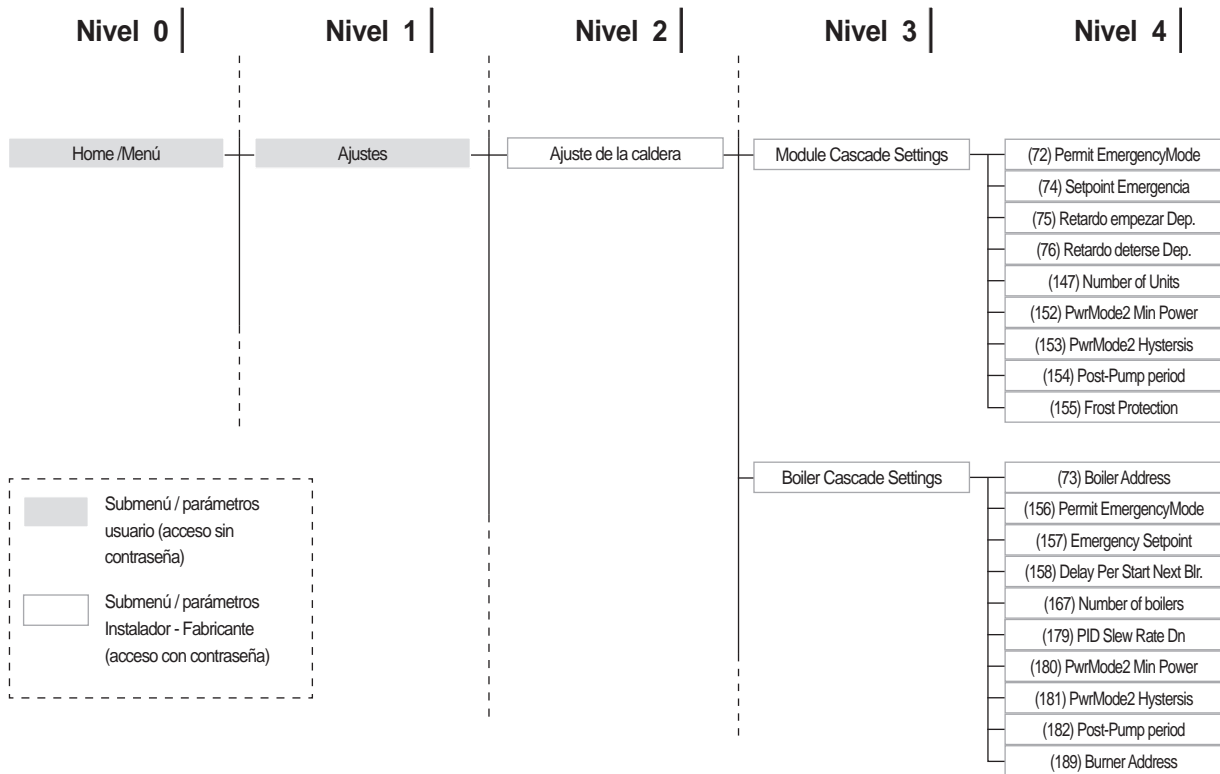 Nivel 0
Nivel 1
Nivel 2
Nivel 3
Nivel 4
Home /Menú
Ajustes
Ajuste de la caldera
Module Cascade Settings
(72) Permit EmergencyMode
(74) Setpoint Emergencia
(75) Retardo empezar Dep.
(76) Retardo deterse Dep.
(147) Number of Units
(152) PwrMode2 Min Power
(153) PwrMode2 Hystersis
(154) Post-Pump period
(155) Frost Protection
Boiler Cascade Settings
(73) Boiler Address
(156) Permit EmergencyMode
(157) Emergency Setpoint
(158) Delay Per Start Next Blr.
(167) Number of boilers
(179) PID Slew Rate Dn
(180) PwrMode2 Min Power
(181) PwrMode2 Hystersis
(182) Post-Pump period
(189) Burner Address
Submenú / parámetros
usuario (acceso sin
contraseña)
Submenú / parámetros
Instalador - Fabricante
(acceso con contraseña)